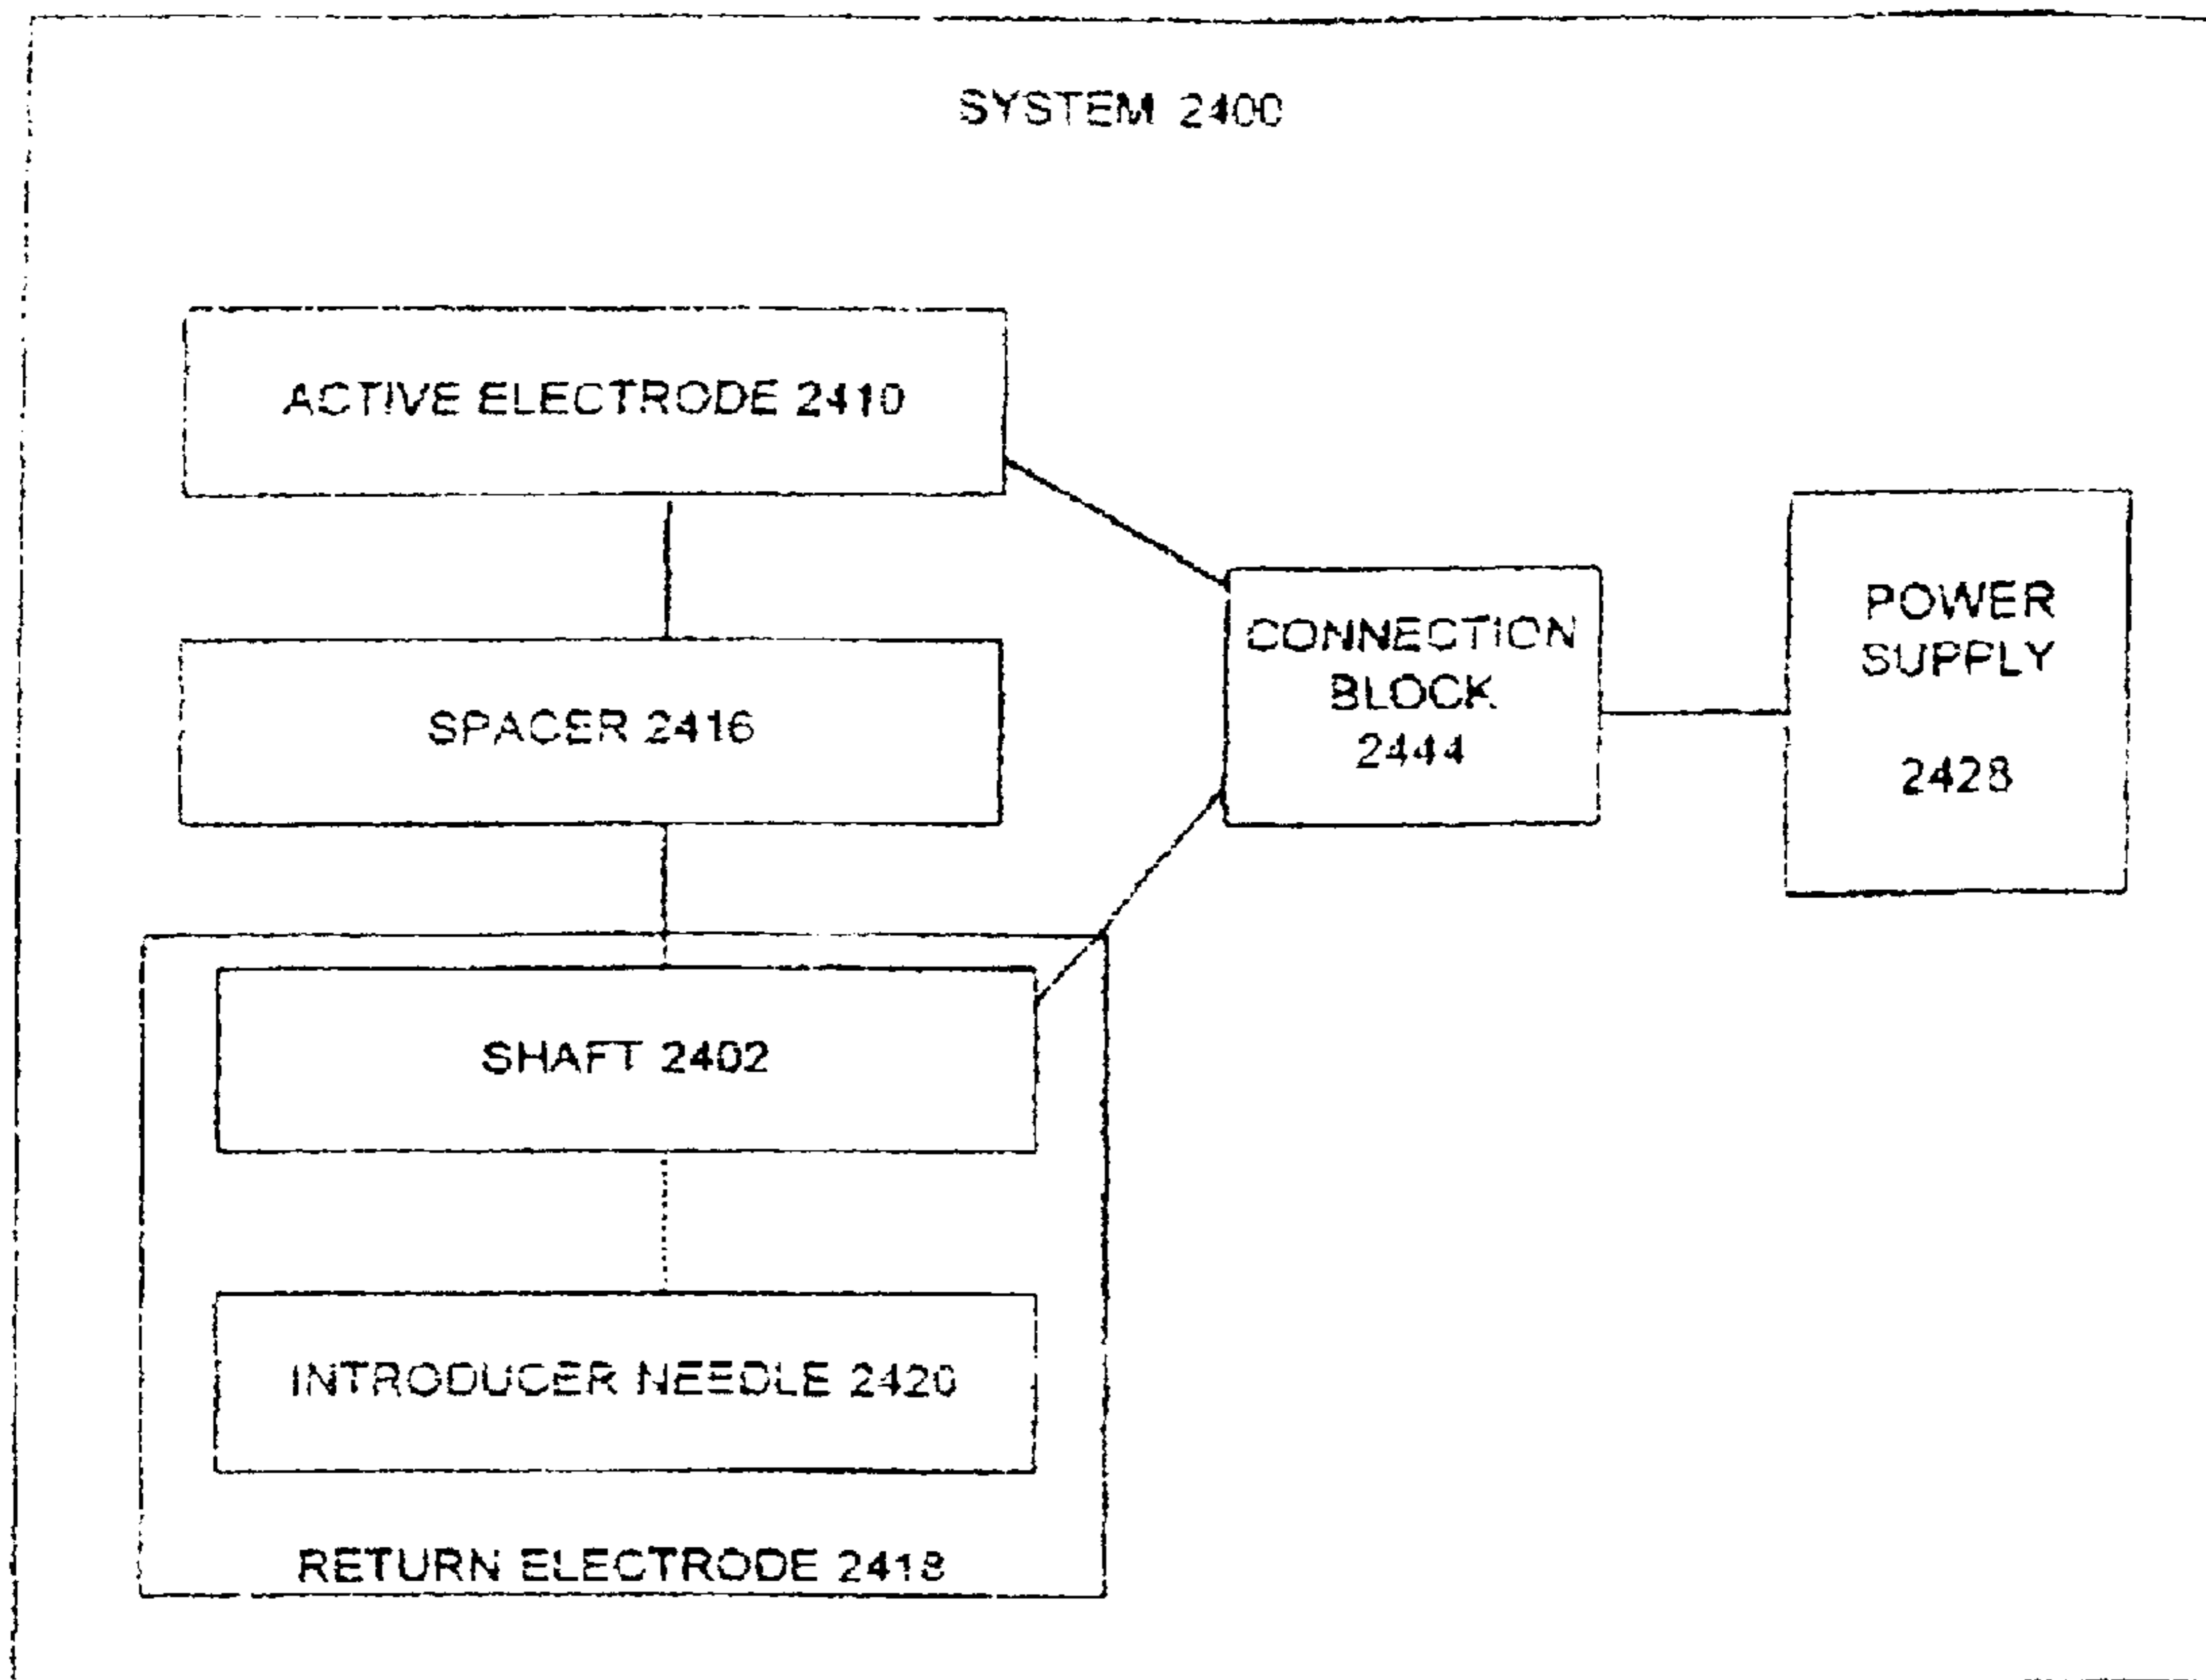 SYSTEM 2400
ACTIVE ELECTRODE 2410
SPACER 2416
CONNECTION
BLOCK
2444
POWER
SUPPLY
2428
SHAFT 2402
INTRODUCER NEEDLE 2420
RETURN ELECTRODE 2418